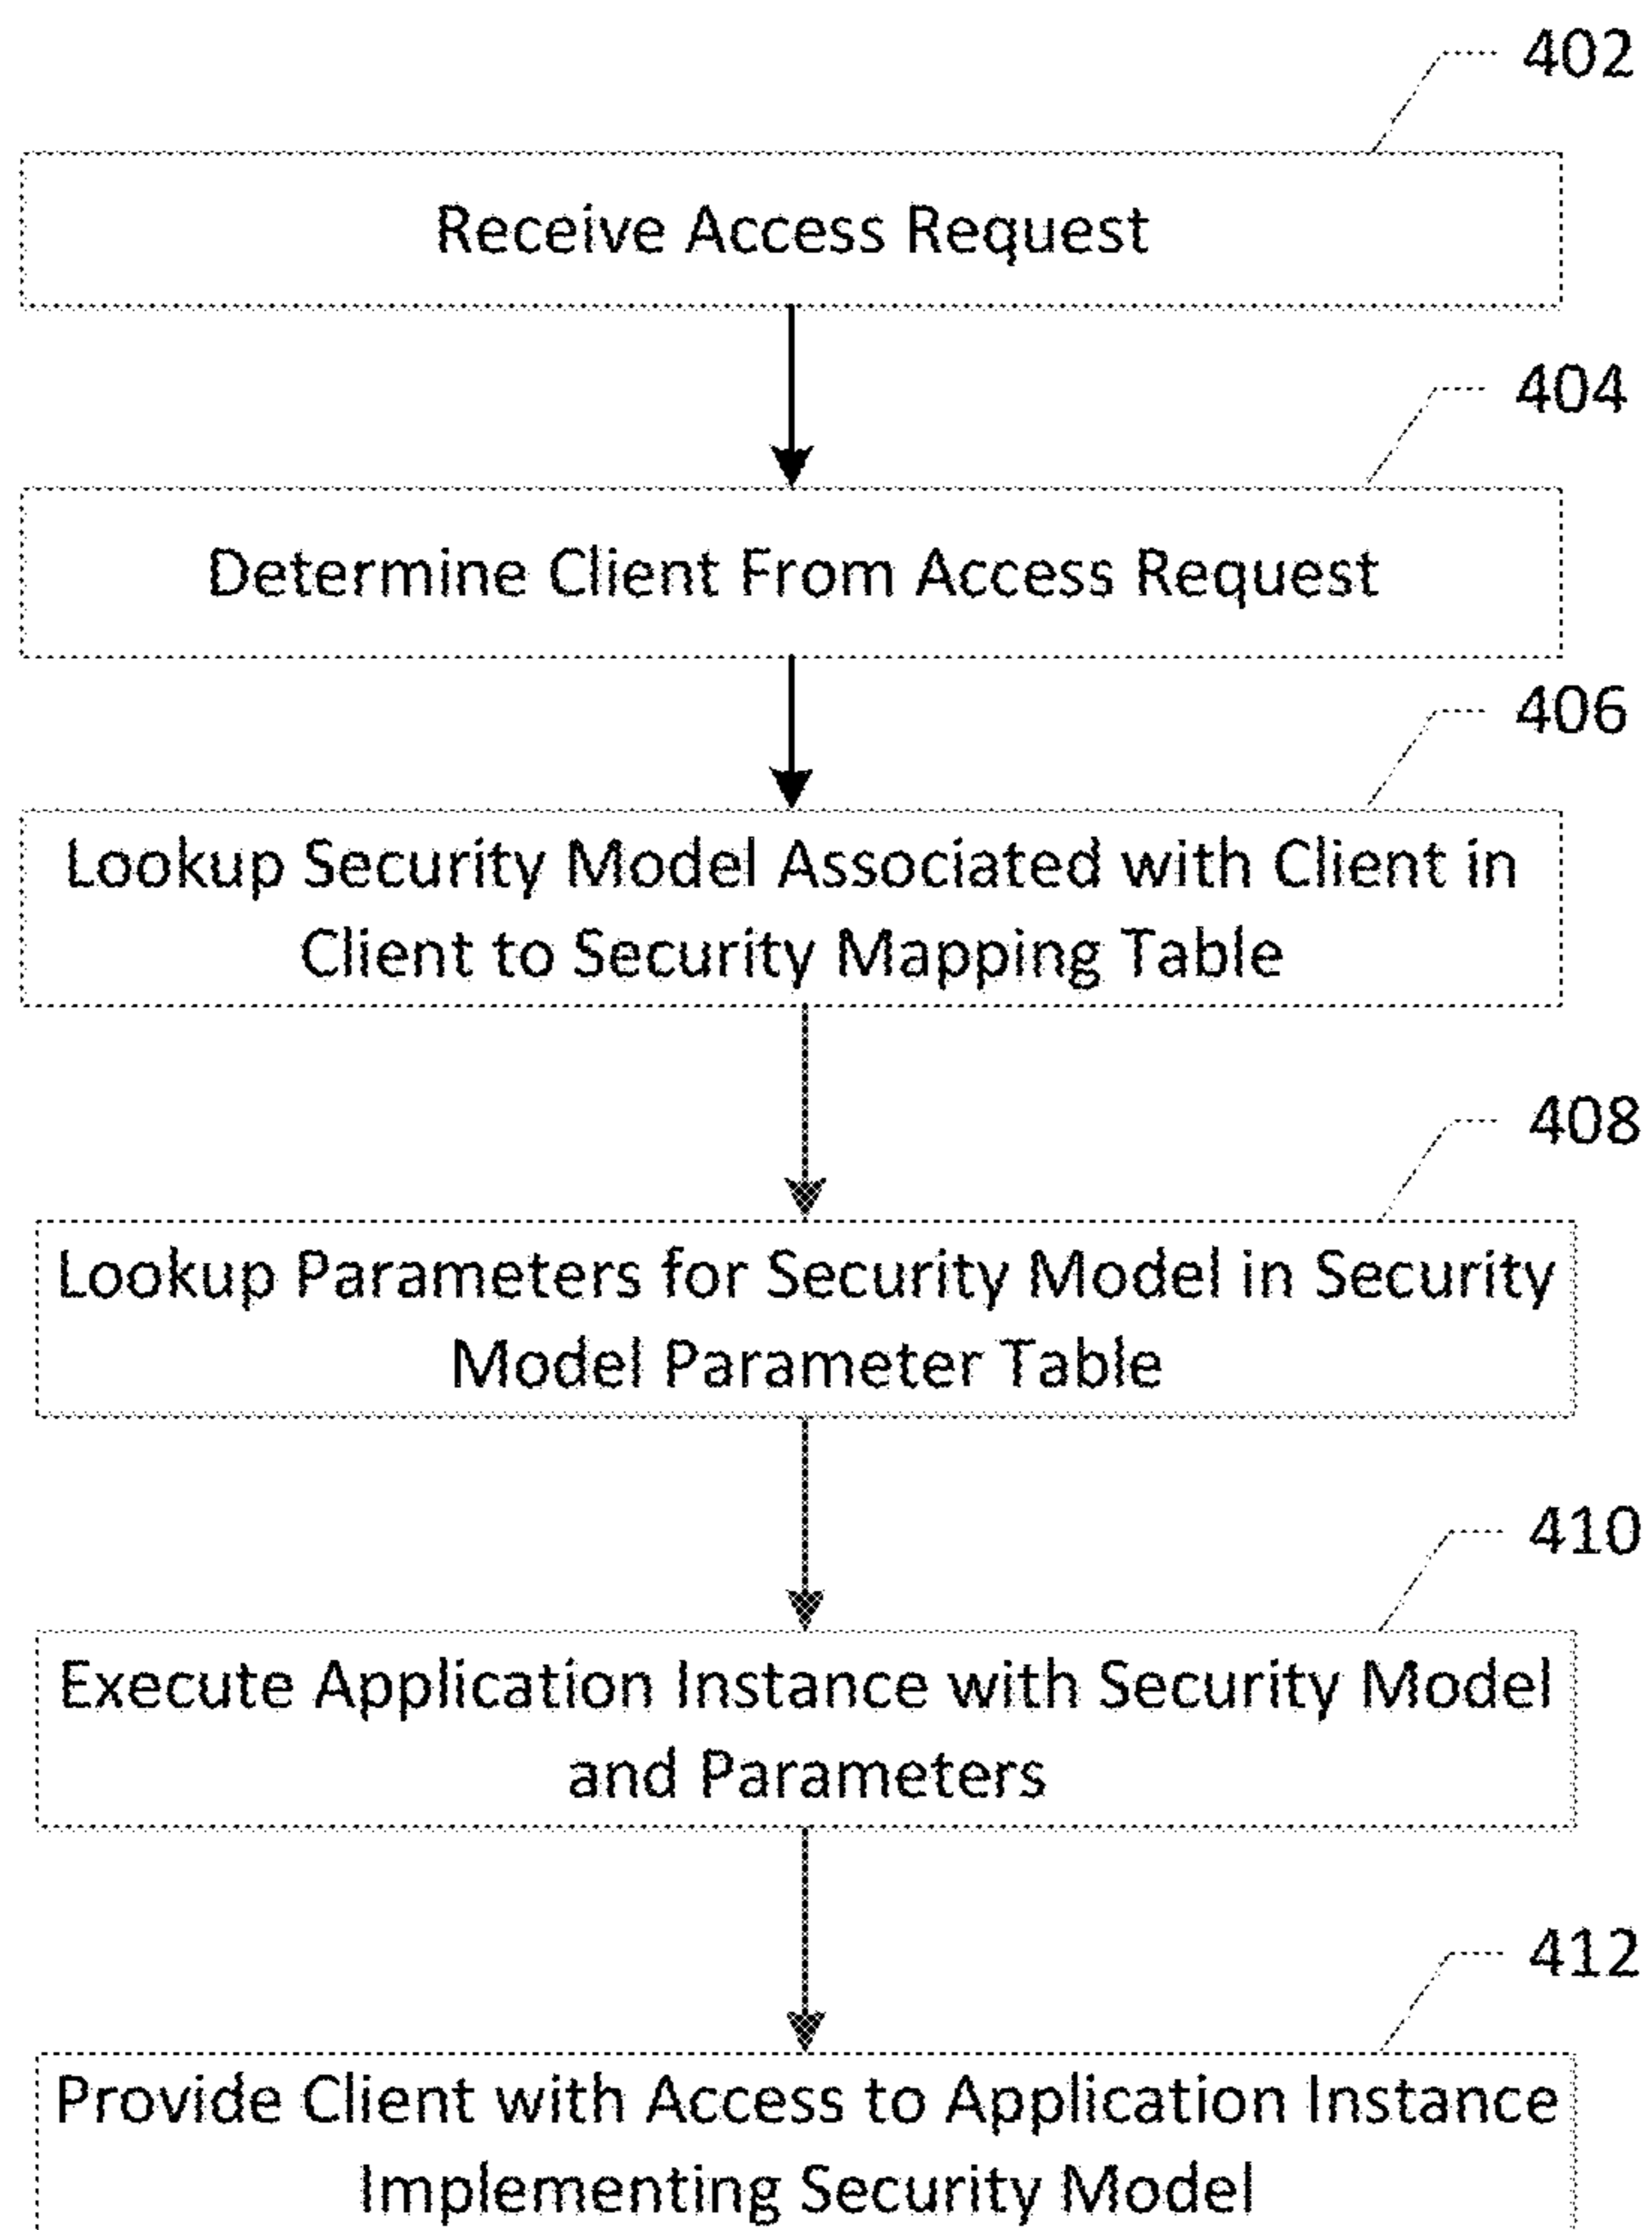 402
Receive Access Request
404
Determine Client From Access Request
406
Lookup Security Model Associated with Client in
Client to Security Mapping Table
408
Lookup Parameters for Security Model in Security
Model Parameter Table
410
Execute Application Instance with Security Model
and Parameters
412
Provide Client with Access to Application Instance
Implementing Security Model